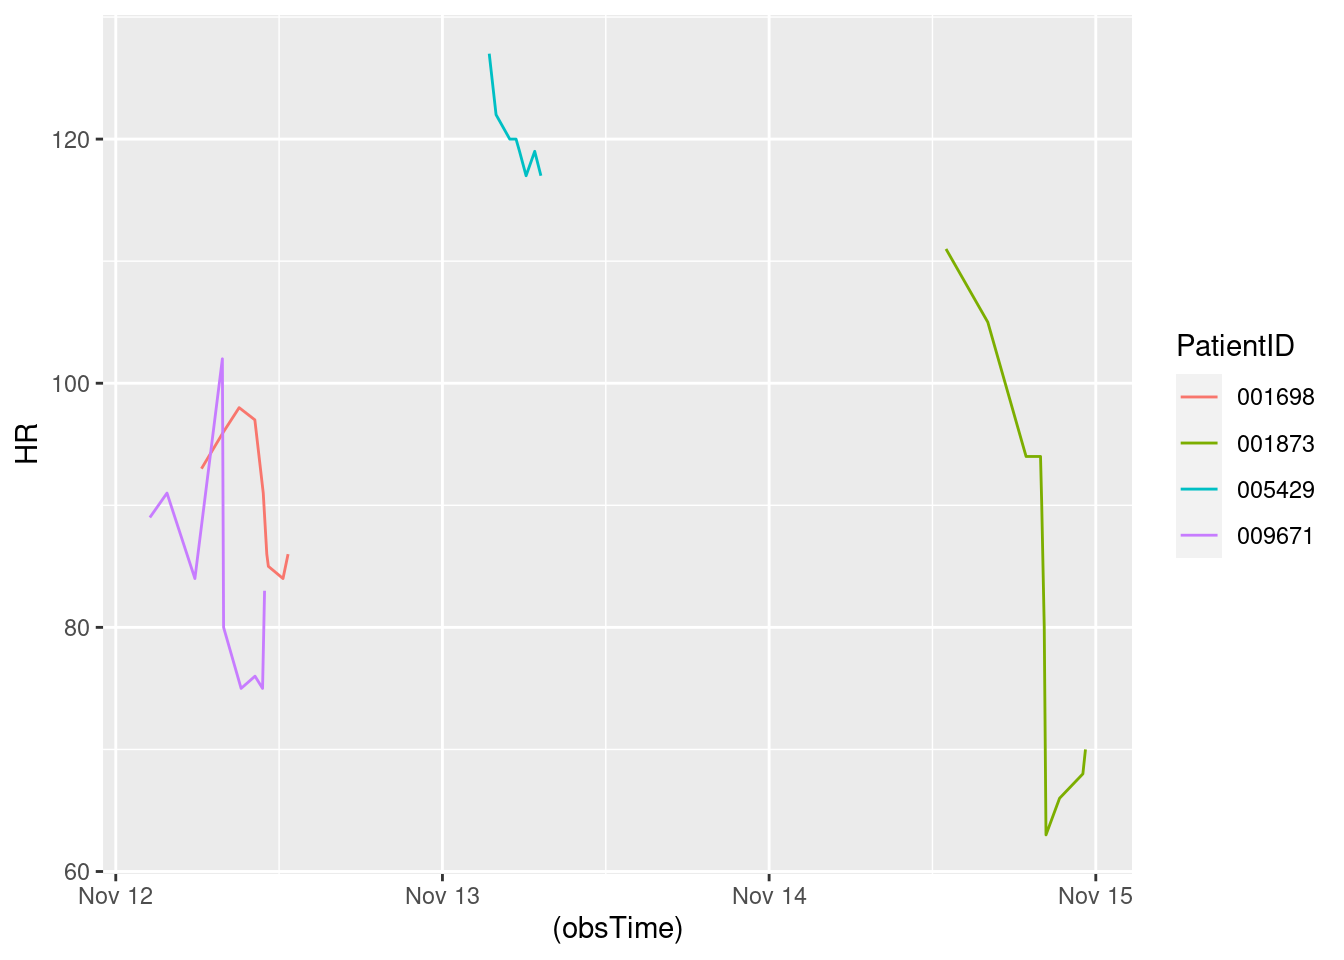 120
100
80
60
HR
Nov 12
Nov 13
Nov 14
Nov 15
(obsTime)
PatientID
001698
001873
005429
009671